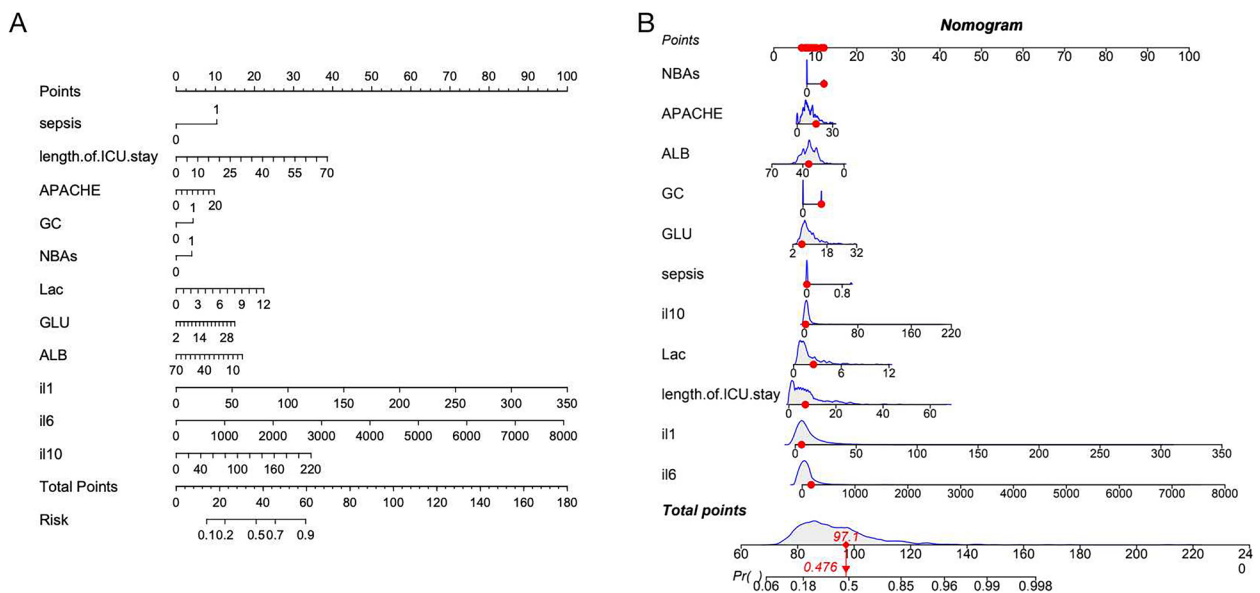 A
0 10 20 30 40 50 60 70 80 90 100
Points
1
sepsis
0
length.of.ICU.stay
0 10 25 40 55 70
APACHE
0 20
1
GC
0
1
NBAs
0
Lac
0 3 6 9 12
GLU
2 14 28
ALB
70 40 10
il1
0 50 100 150 200 250 300 350
il6
0 1000 2000 3000 4000 5000 6000 7000 8000
il10
0 40 100 160 220
Total Points
0 20 40 60 80 100 120 140 160 180
Risk
0.1 0.2 0.5 0.7 0.9
B
Nomogram
Points
0 10 20 30 40 50 60 70 80 90 100
NBAs
0
APACHE
0 30
ALB
70 40 0
GC
0
GLU
2 18 32
sepsis
0 0.8
il10
0 80 160 220
Lac
0 6 12
length.of.ICU.stay
0 20 40 60
il1
0 50 100 150 200 250 300 350
il6
0 1000 2000 3000 4000 5000 6000 7000 8000
Total points
97.1
60 80 100 120 140 160 180 200 220 24
0
0.476
Pr( )
0.06 0.18 0.5 0.85 0.96 0.99 0.998